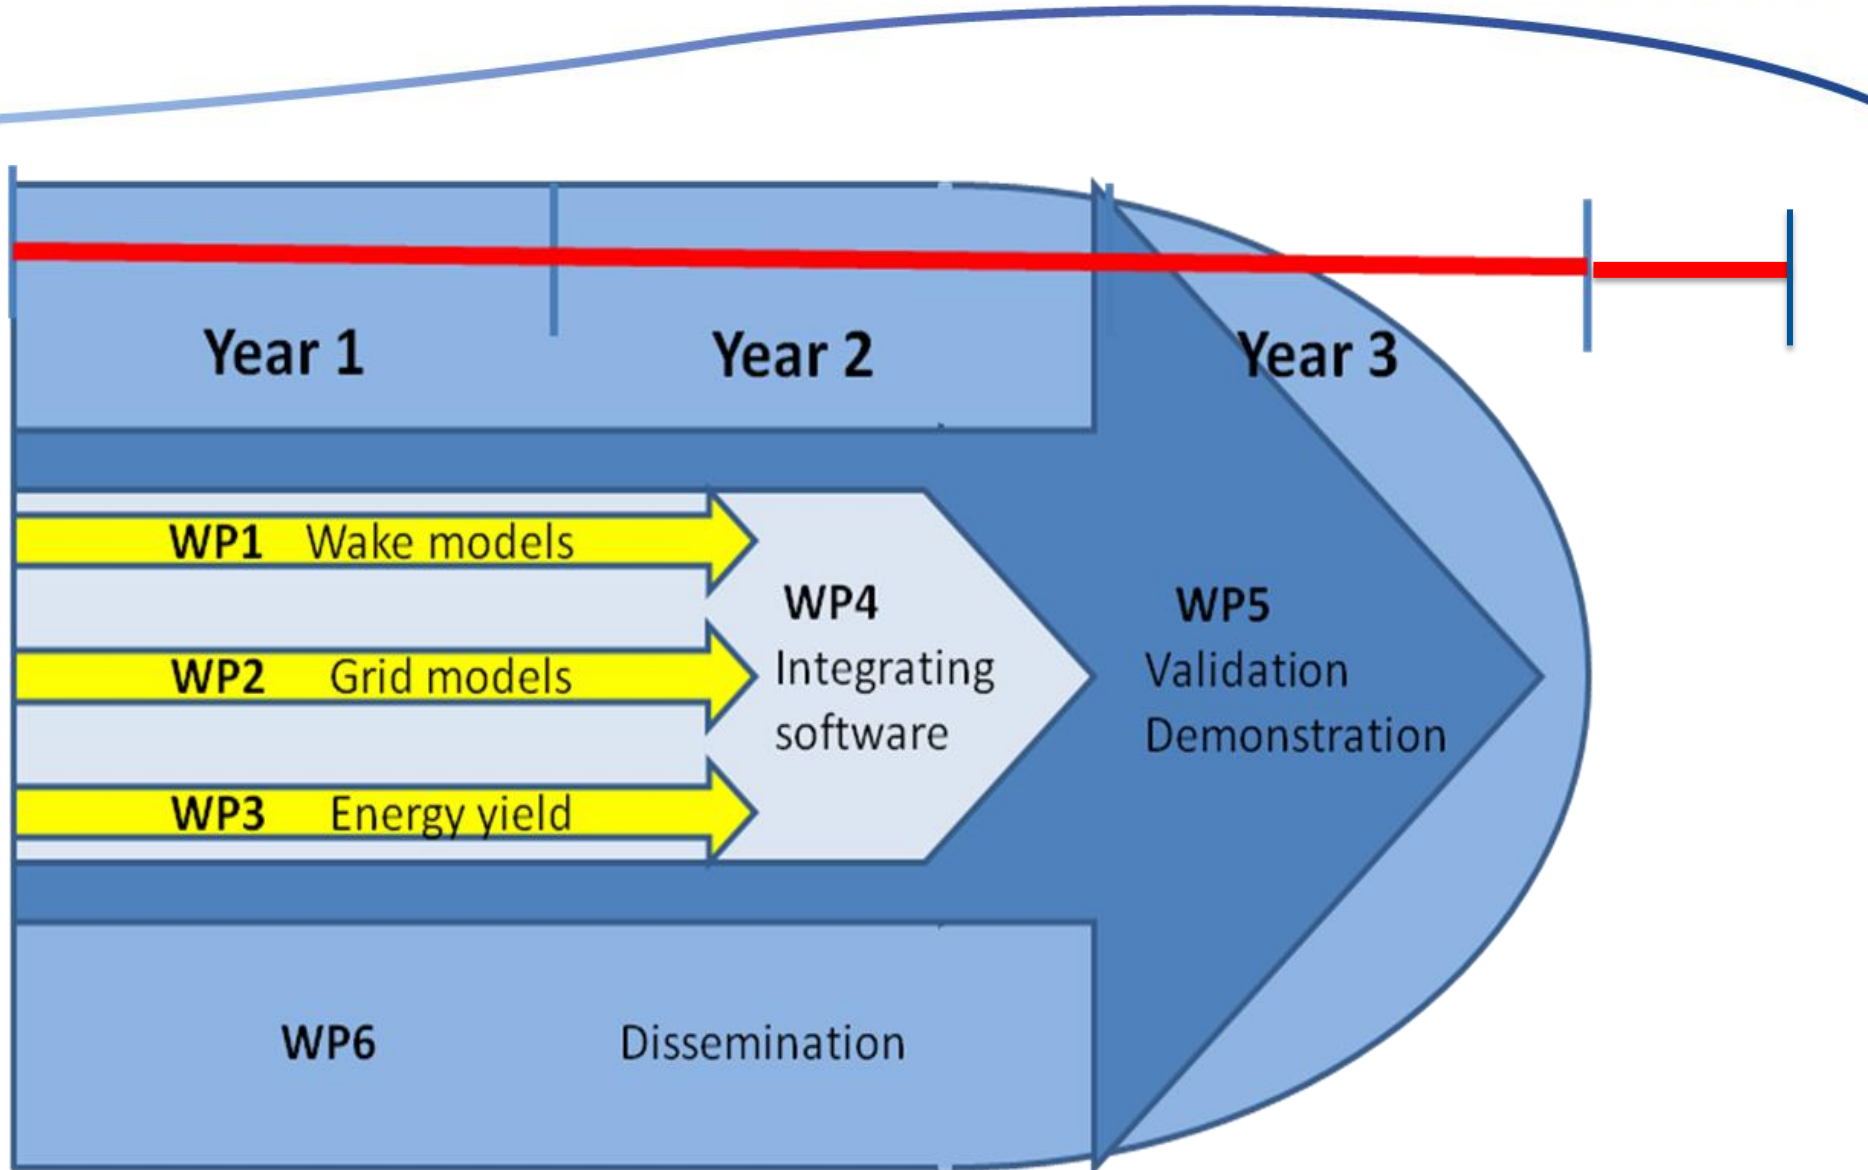 Year 1 Year 2 Year 3
WP1 Wake models
WP2 Grid models
WP3 Energy yield
WP4
Integrating
software
WP5
Validation
Demonstration
WP6 Dissemination